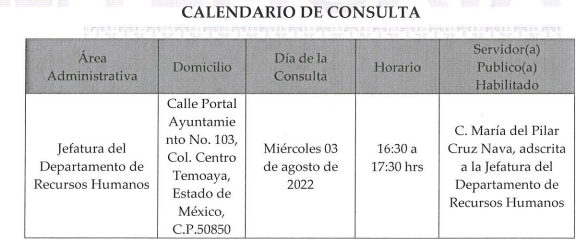 CALENDARIO DE CONSULTA
Área
Administrativa
Domicilio
Día de la
Consulta
Horario
Servidor(a)
Publico(a)
Habilitado
Jefatura del
Departamento de
Recursos Humanos
Calle Portal
Ayuntamie
nto No. 103,
Col. Centro
Temoaya,
Estado de
México,
C.P.50850
Miércoles 03
de agosto de
2022
16:30 a
17:30 hrs
C. María del Pilar
Cruz Nava, adscrita
a la Jefatura del
Departamento de
Recursos Humanos